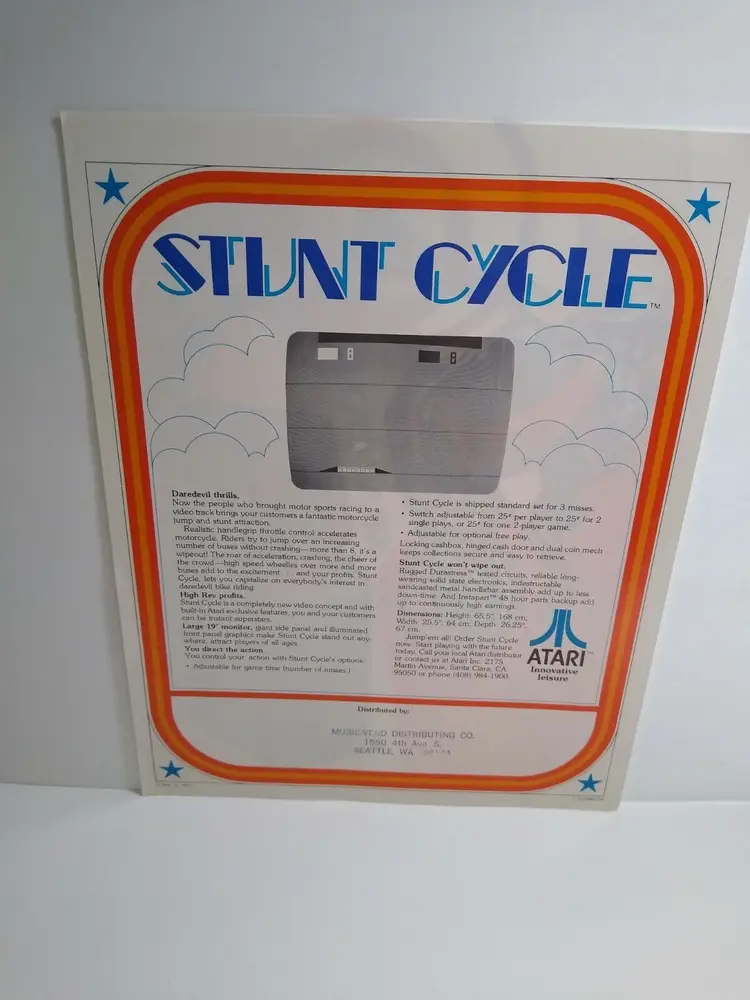 STUNT CYCLE™
Daredevil thrills.
Now the people who brought motor sports racing to a
video track brings your customers a fantastic motorcycle
jump and stunt attraction.
Realistic handlegrip throttle control accelerates
motorcycle. Riders try to jump over an increasing
number of buses without crashing—more than 8, it's a
wipeout! The roar of acceleration, crashing, the cheer of
the crowd—high speed wheelies over more and more
buses add to the excitement . . . and your profits. Stunt
Cycle, lets you capitalize on everybody's interest in
daredevil bike riding.
High Rev profits.
Stunt Cycle is a completely new video concept and with
built-in Atari exclusive features, you and your customers
can be instant superstars.
Large 19" monitor, giant side panel and illuminated
front panel graphics make Stunt Cycle stand out any-
where, attract players of all ages.
You direct the action.
You control your action with Stunt Cycle's options:
• Adjustable for game time (number of misses.)
• Stunt Cycle is shipped standard set for 3 misses.
• Switch adjustable from 25¢ per player to 25¢ for 2
single plays, or 25¢ for one 2-player game.
• Adjustable for optional free play.
Locking cashbox, hinged cash door and dual coin mech
keeps collections secure and easy to retrieve.
Stunt Cycle won't wipe out.
Rugged Durastress™ tested circuits, reliable long-
wearing solid state electronics, indestructable
sandcasted metal handlebar assembly add up to less
down-time. And Instapart™ 48 hour parts backup add
up to continuously high earnings.
Dimensions: Height: 65.5", 168 cm;
Width: 25.5", 64 cm; Depth: 26.25",
67 cm.
Jump 'em all! Order Stunt Cycle
now. Start playing with the future
today. Call your local Atari distributor
or contact us at Atari Inc. 2175
Martin Avenue, Santa Clara, CA
95050 or phone (408) 984-1900.
ATARI™
Innovative
leisure
Distributed by:
MUSIC-VEND DISTRIBUTING CO.
1550 4th Ave S.
SEATTLE, WA